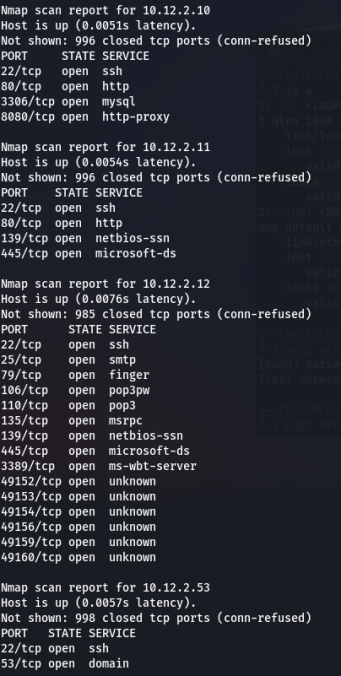 Nmap scan report for 10.12.2.10
Host is up (0.0051s latency).
Not shown: 996 closed tcp ports (conn-refused)
PORT     STATE SERVICE
22/tcp   open  ssh
80/tcp   open  http
3306/tcp open  mysql
8080/tcp open  http-proxy

Nmap scan report for 10.12.2.11
Host is up (0.0054s latency).
Not shown: 996 closed tcp ports (conn-refused)
PORT    STATE SERVICE
22/tcp  open  ssh
80/tcp  open  http
139/tcp open  netbios-ssn
445/tcp open  microsoft-ds

Nmap scan report for 10.12.2.12
Host is up (0.0076s latency).
Not shown: 985 closed tcp ports (conn-refused)
PORT      STATE SERVICE
22/tcp    open  ssh
25/tcp    open  smtp
79/tcp    open  finger
106/tcp   open  pop3pw
110/tcp   open  pop3
135/tcp   open  msrpc
139/tcp   open  netbios-ssn
445/tcp   open  microsoft-ds
3389/tcp  open  ms-wbt-server
49152/tcp open  unknown
49153/tcp open  unknown
49154/tcp open  unknown
49156/tcp open  unknown
49159/tcp open  unknown
49160/tcp open  unknown

Nmap scan report for 10.12.2.53
Host is up (0.0057s latency).
Not shown: 998 closed tcp ports (conn-refused)
PORT   STATE SERVICE
22/tcp open  ssh
53/tcp open  domain